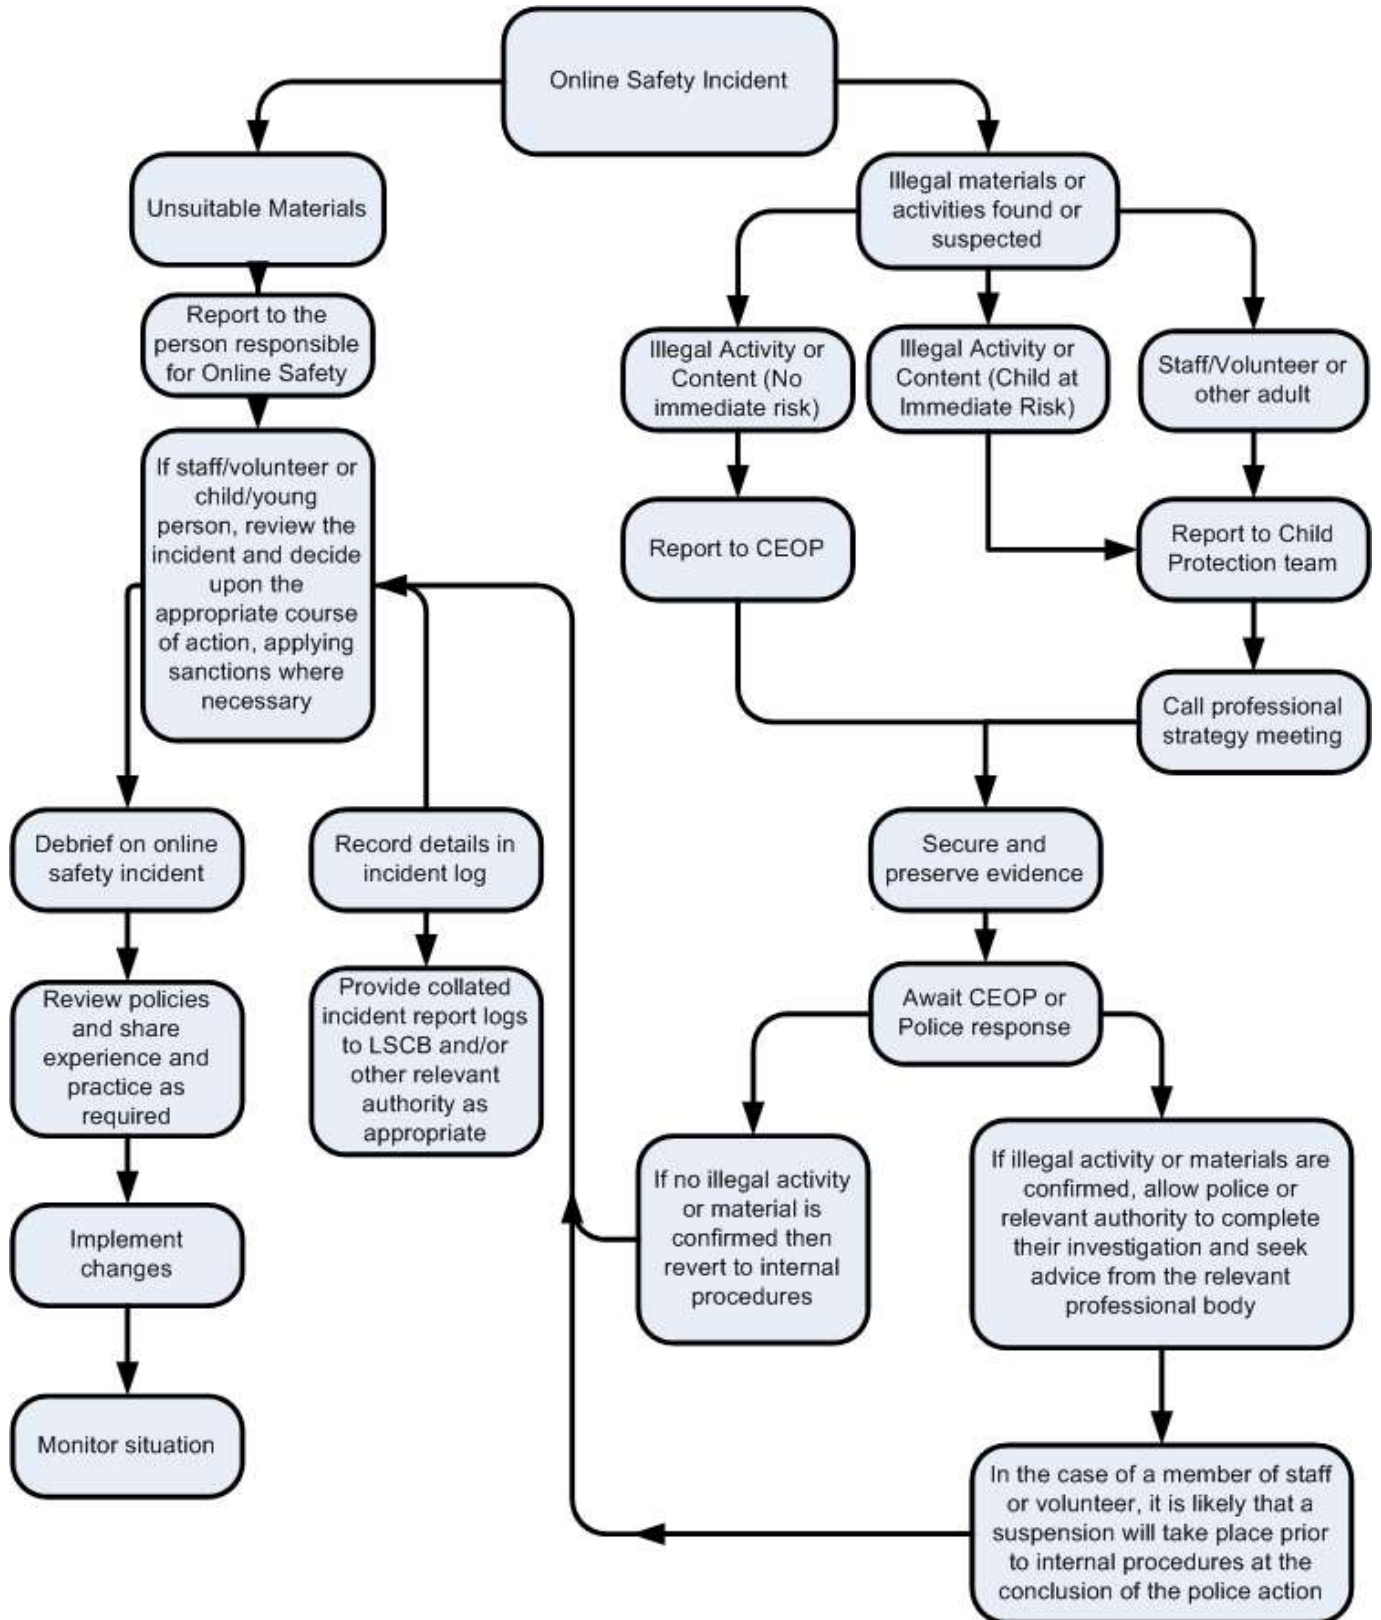 Online Safety Incident
Unsuitable Materials
Report to the
person responsible
for Online Safety
If staff/volunteer or
child/young
person, review the
incident and decide
upon the
appropriate course
of action, applying
sanctions where
necessary
Debrief on online
safety incident
Review policies
and share
experience and
practice as
required
Implement
changes
Monitor situation
Record details in
incident log
Provide collated
incident report logs
to LSCB and/or
other relevant
authority as
appropriate
Illegal materials or
activities found or
suspected
Illegal Activity or
Content (No
immediate risk)
Illegal Activity or
Content (Child at
Immediate Risk)
Staff/Volunteer or
other adult
Report to CEOP
Report to Child
Protection team
Call professional
strategy meeting
Secure and
preserve evidence
Await CEOP or
Police response
If no illegal activity
or material is
confirmed then
revert to internal
procedures
If illegal activity or materials are
confirmed, allow police or
relevant authority to complete
their investigation and seek
advice from the relevant
professional body
In the case of a member of staff
or volunteer, it is likely that a
suspension will take place prior
to internal procedures at the
conclusion of the police action